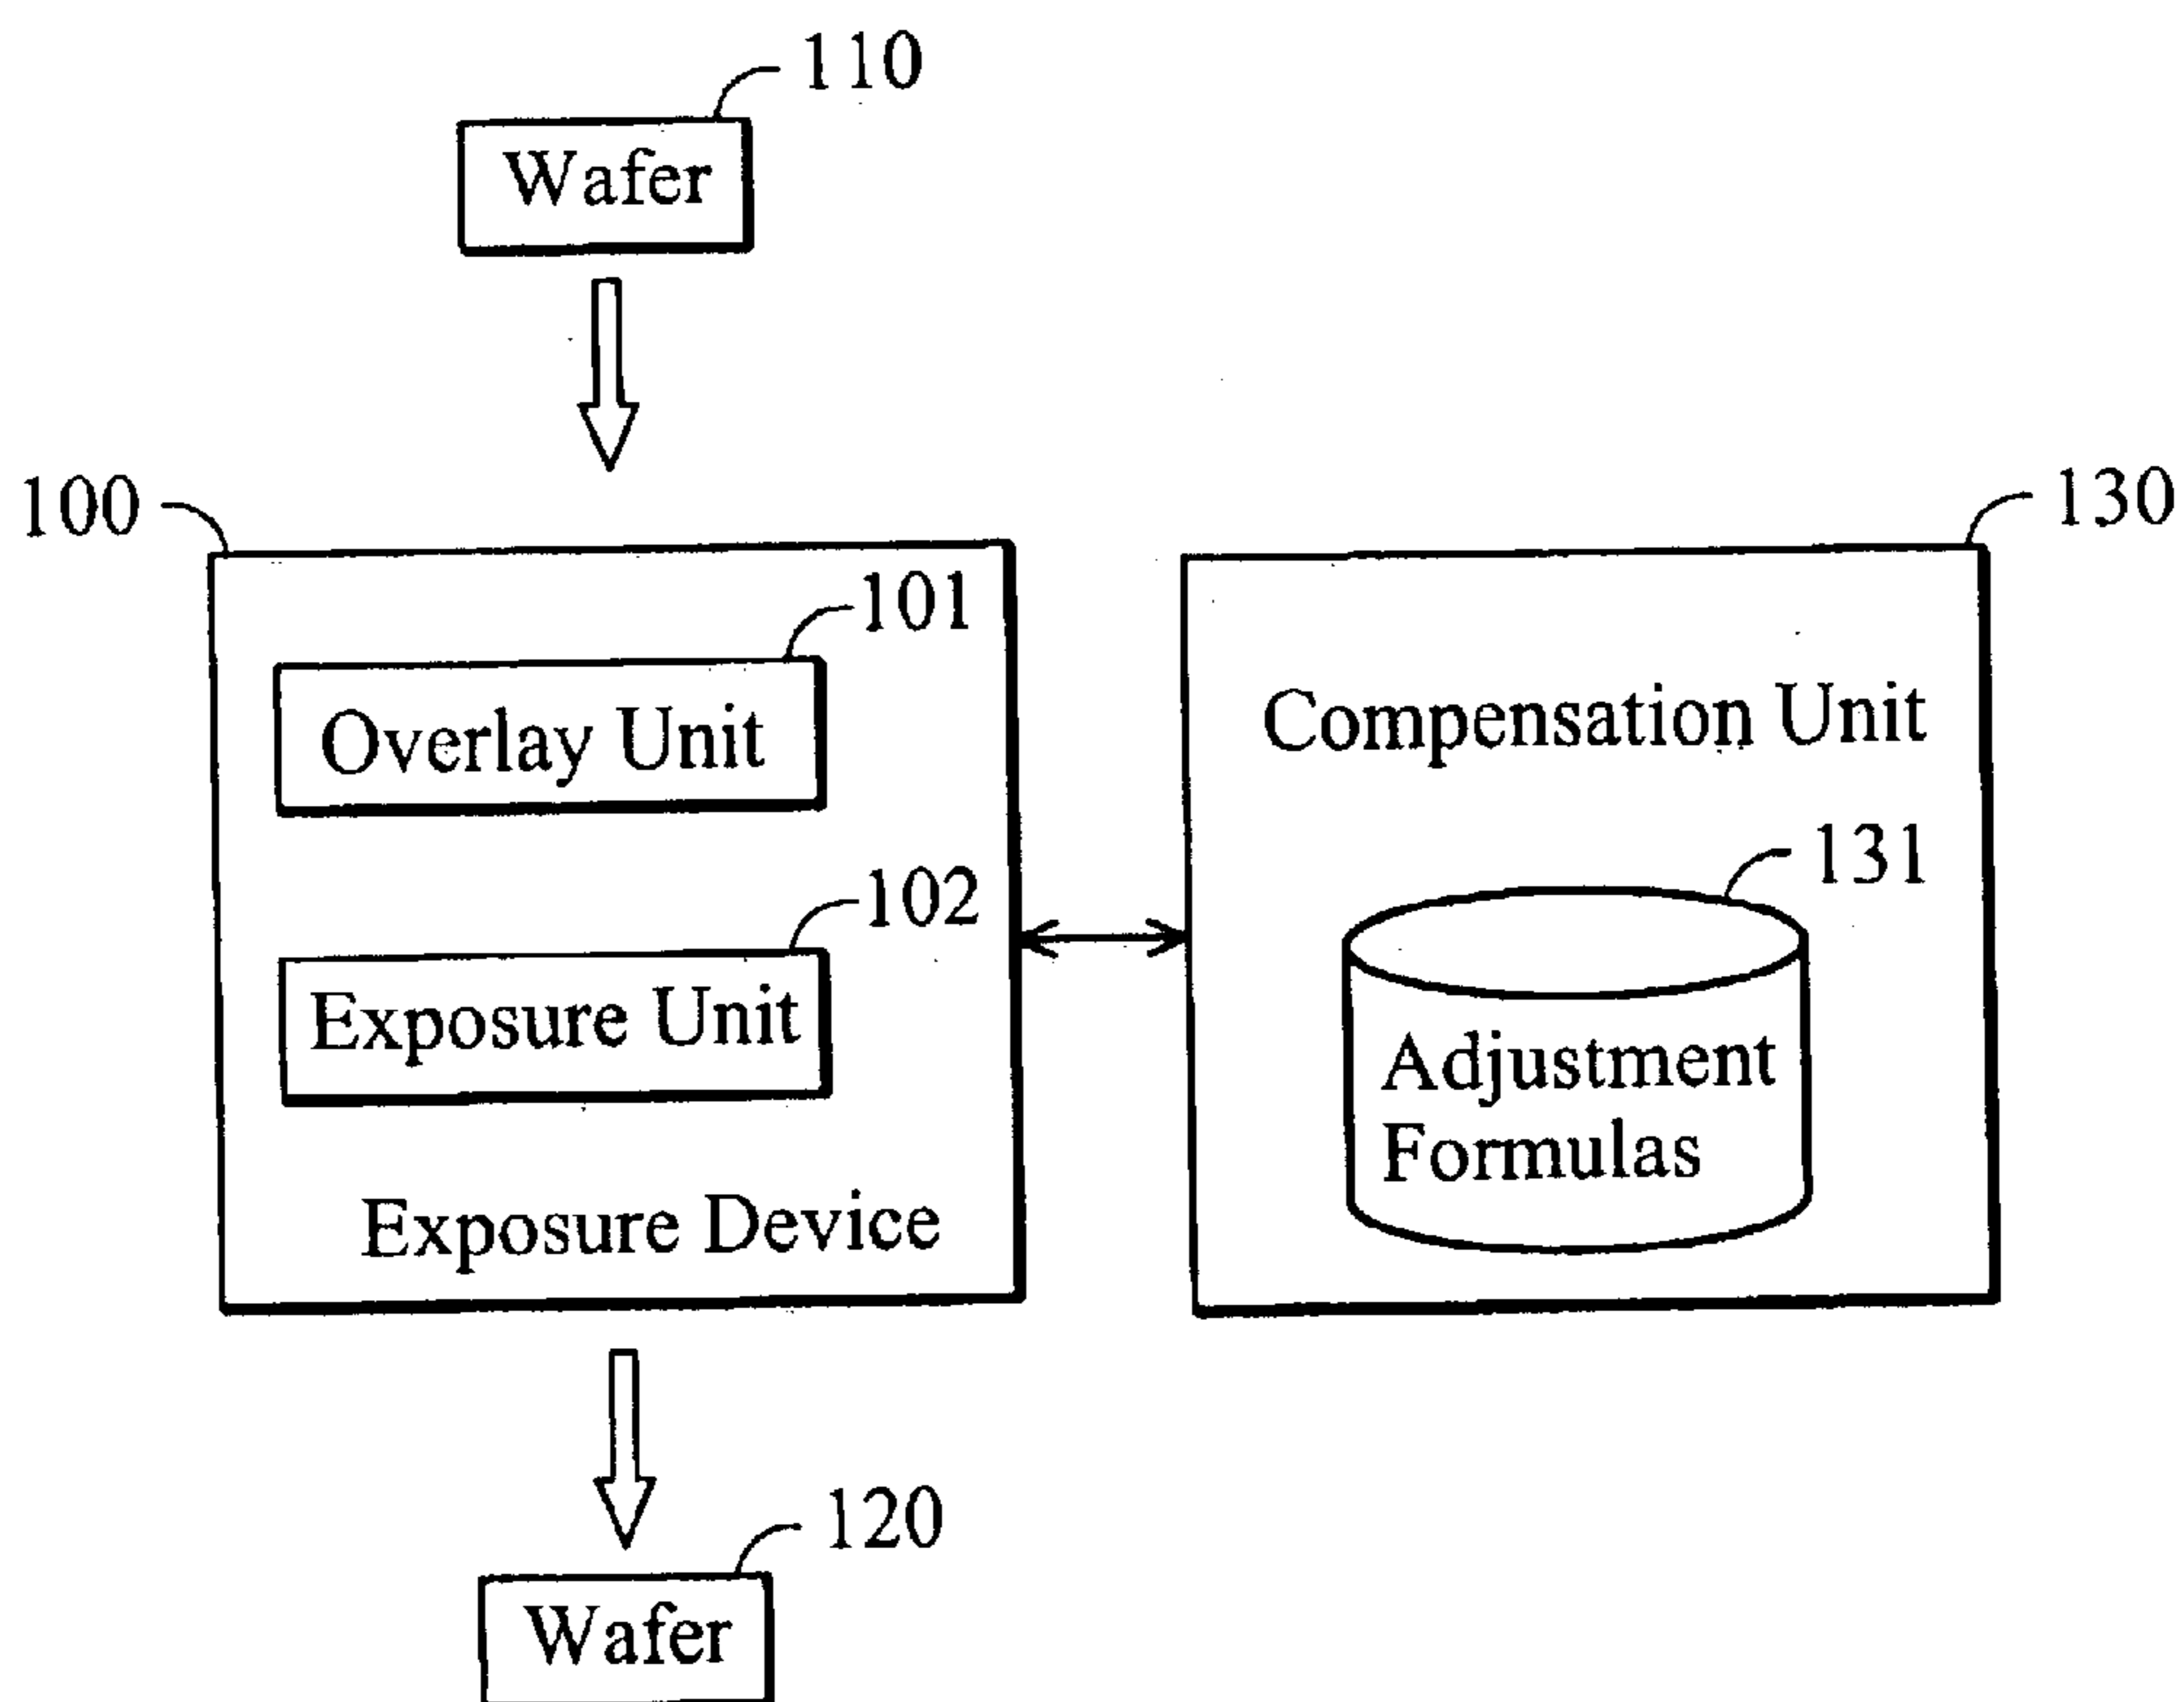 110
Wafer
100
130
101
Overlay Unit
Compensation Unit
131
102
Exposure Unit
Adjustment
Formulas
Exposure Device
120
Wafer